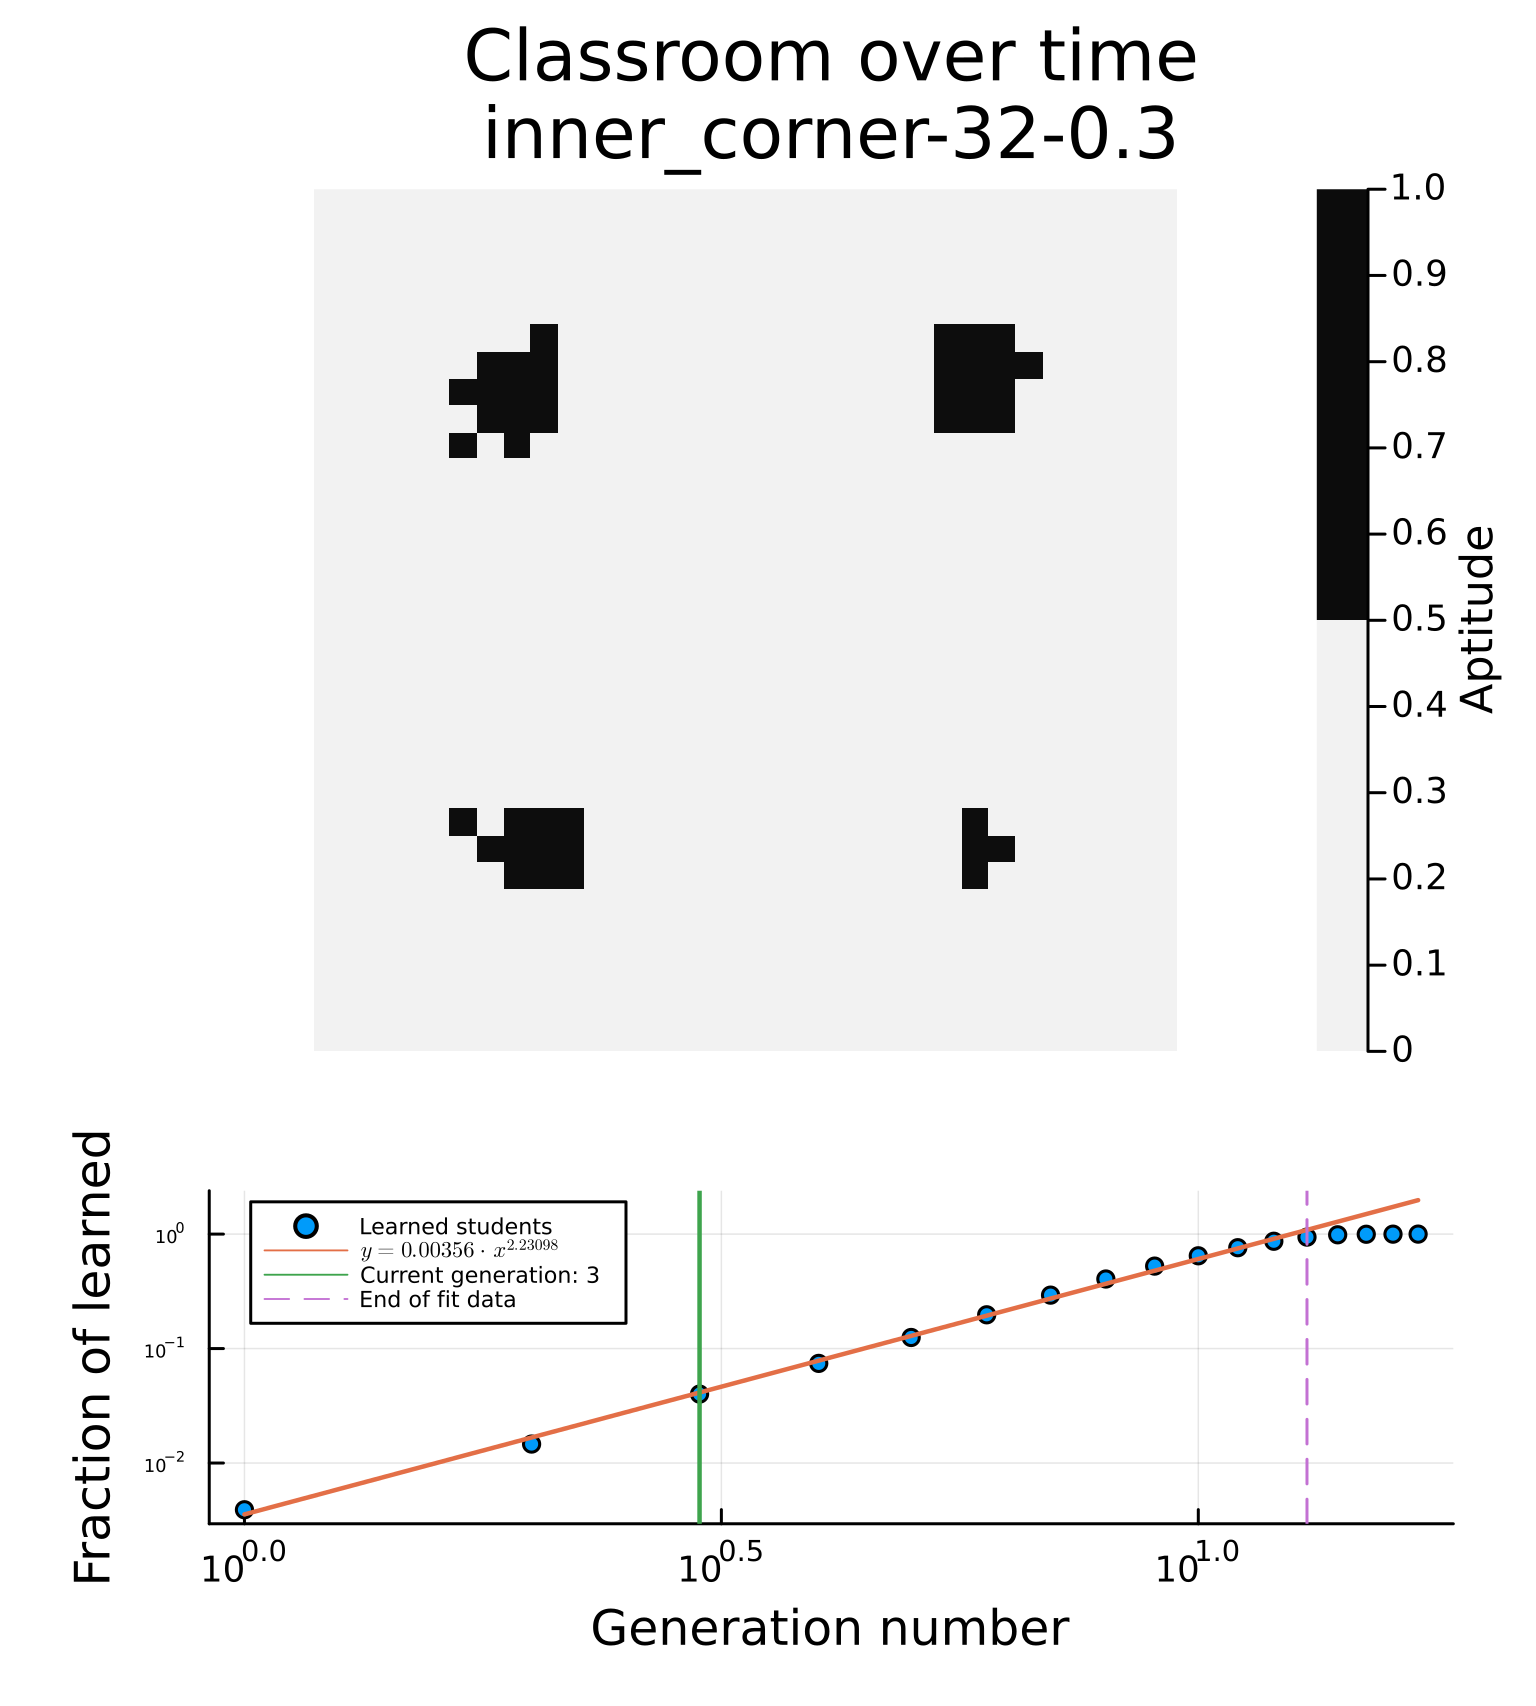 Classroom over time
inner_corner-32-0.3
1.0
0.9
0.8
0.7
0.6
0.5
0.4
0.3
0.2
0.1
0
Aptitude
Fraction of learned
10^0
10^-1
10^-2
Learned students
y = 0.00356 · x^2.23098
Current generation: 3
End of fit data
10^0.0
10^0.5
10^1.0
Generation number